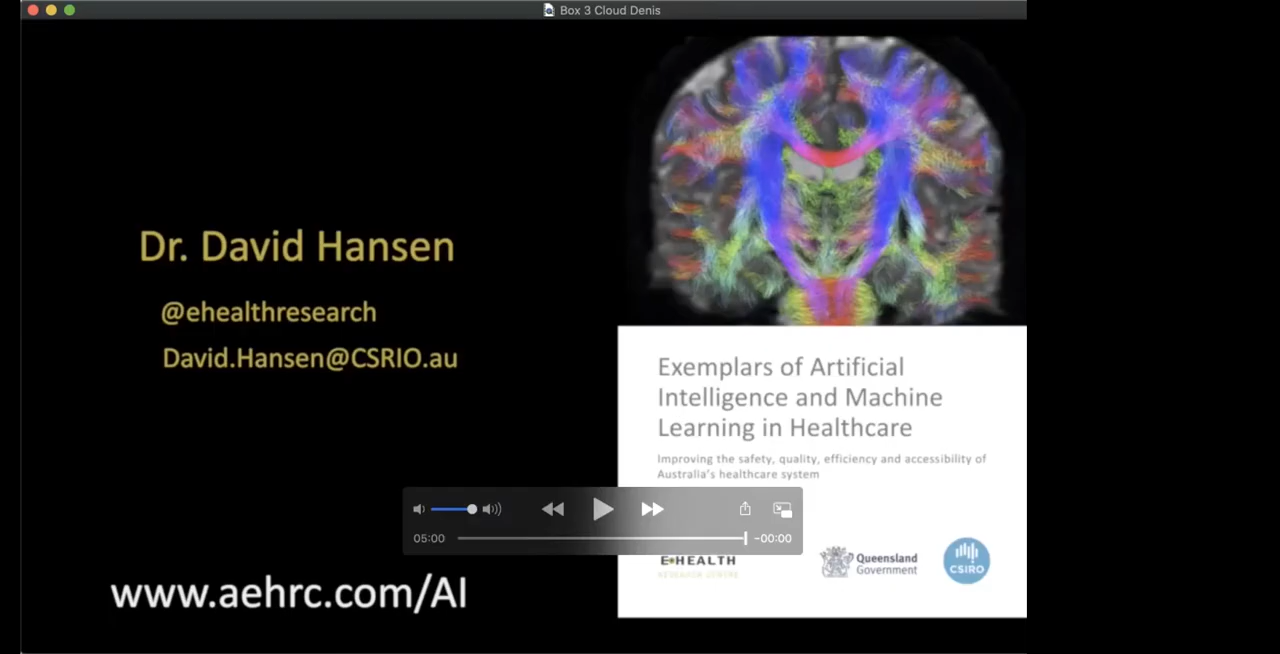 Box 3 Cloud Denis
Dr. David Hansen
@ehealthresearch
David.Hansen@CSRIO.au
www.aehrc.com/AI
Exemplars of Artificial
Intelligence and Machine
Learning in Healthcare
Improving the safety, quality, efficiency and accessibility of
Australia's healthcare system
05:00
-00:00
E-HEALTH
RESEARCH CENTRE
Queensland
Government
CSIRO